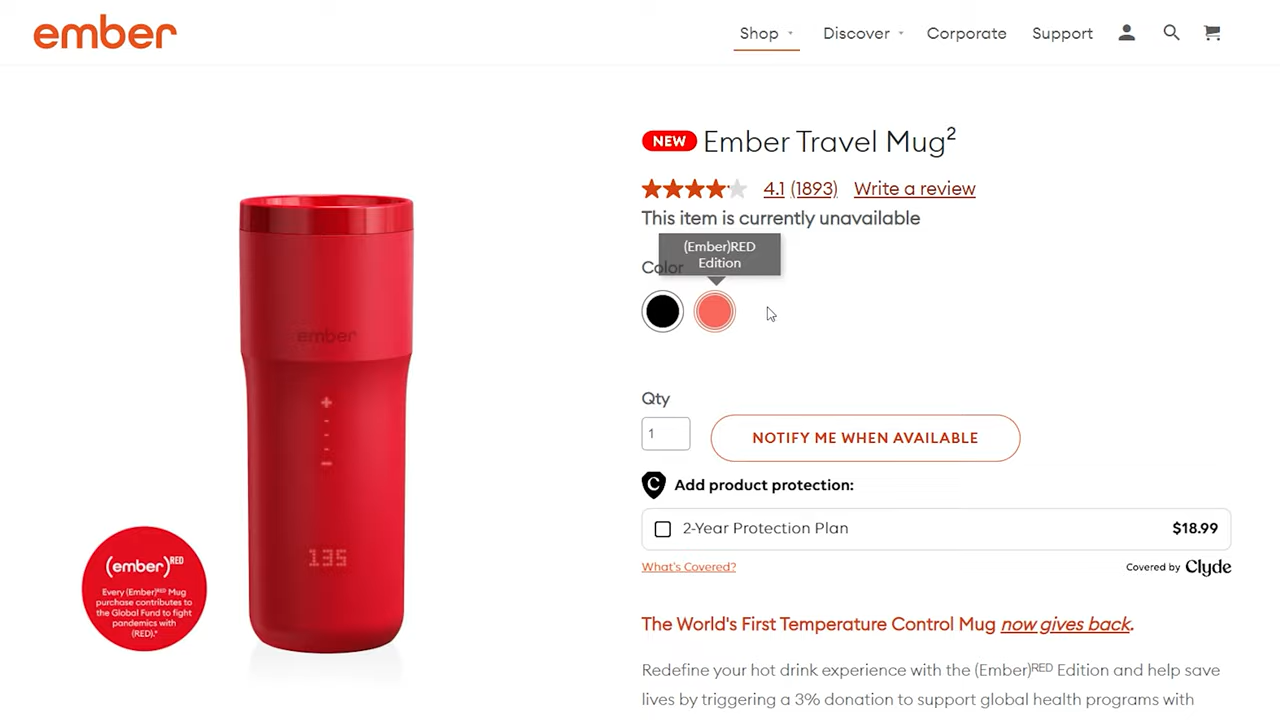 ember
Shop Discover Corporate Support
NEW Ember Travel Mug²
4.1 (1893) Write a review
This item is currently unavailable
(Ember)RED
Edition
Color
ember
135
Qty
1 NOTIFY ME WHEN AVAILABLE
C Add product protection:
2-Year Protection Plan $18.99
What's Covered? Covered by Clyde
(ember)RED
Every (Ember)RED Mug
purchase contributes to
the Global Fund to fight
pandemics with
(RED).*
The World's First Temperature Control Mug now gives back.
Redefine your hot drink experience with the (Ember)RED Edition and help save
lives by triggering a 3% donation to support global health programs with